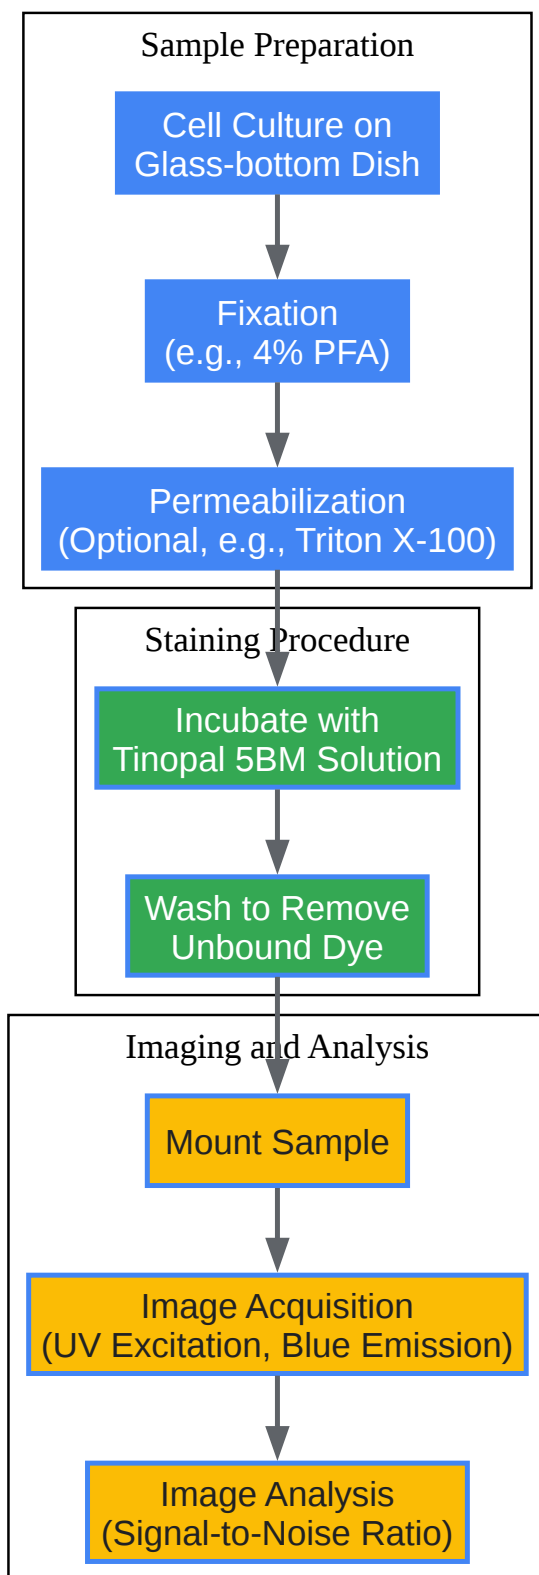 Sample Preparation
Cell Culture on
Glass-bottom Dish
Fixation
(e.g., 4% PFA)
Permeabilization
(Optional, e.g., Triton X-100)
Staining Procedure
Incubate with
Tinopal 5BM Solution
Wash to Remove
Unbound Dye
Imaging and Analysis
Mount Sample
Image Acquisition
(UV Excitation, Blue Emission)
Image Analysis
(Signal-to-Noise Ratio)